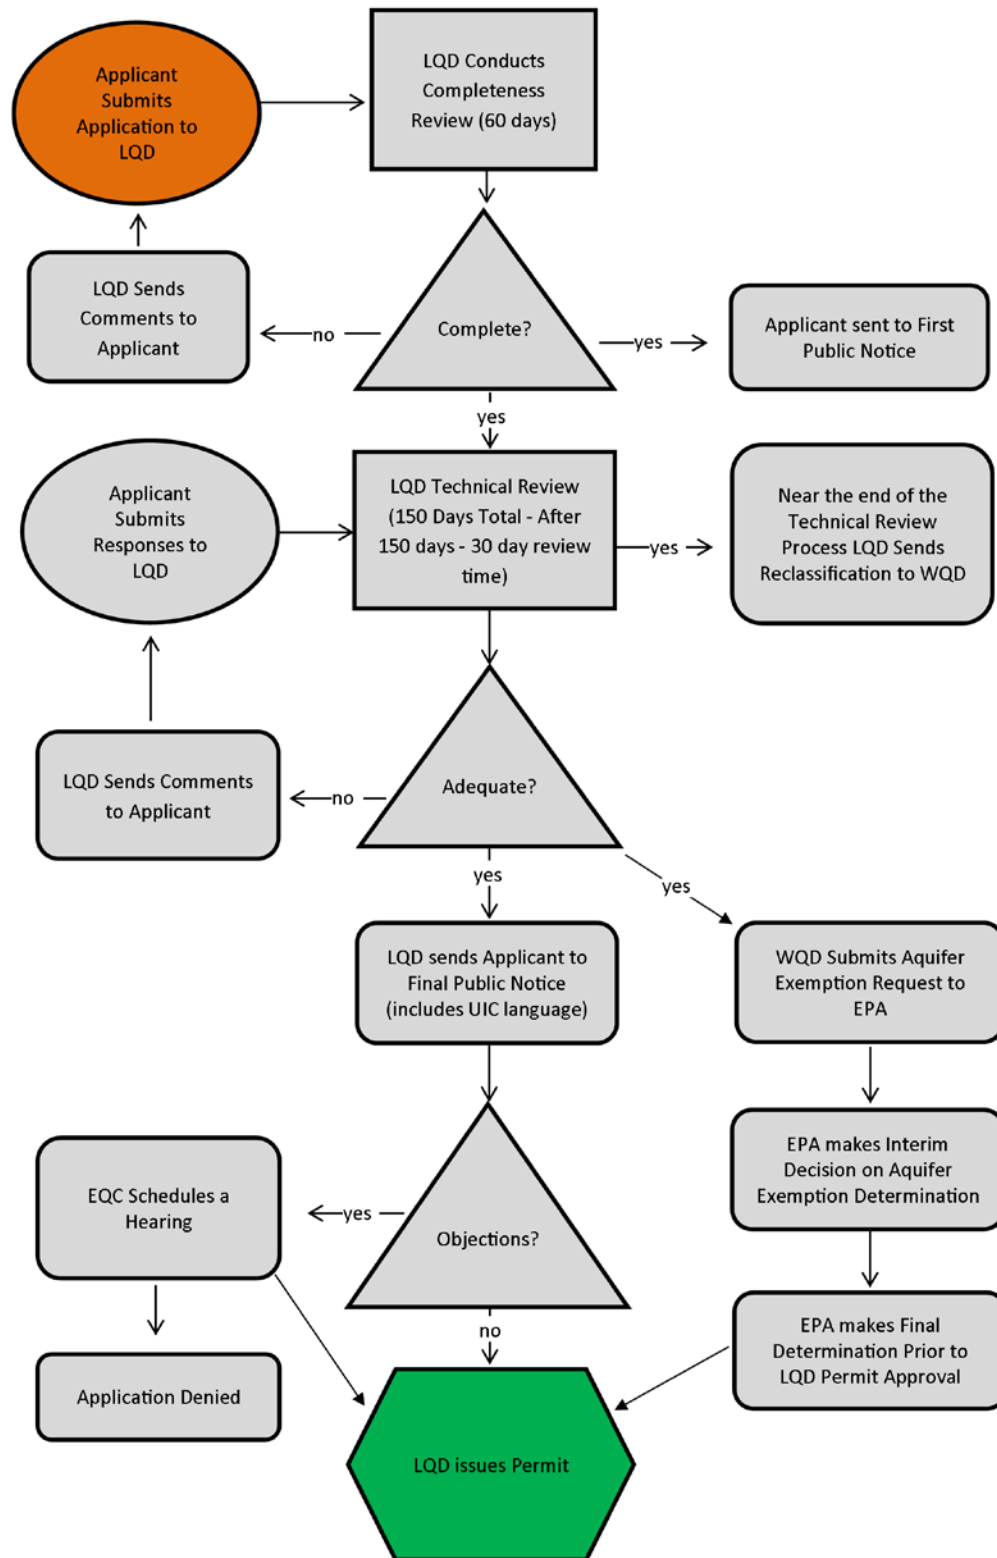 Applicant
Submits
Application to
LQD
LQD Conducts
Completeness
Review (60 days)
LQD Sends
Comments to
Applicant
no
Complete?
yes
Applicant sent to First
Public Notice
yes
Applicant
Submits
Responses to
LQD
LQD Technical Review
(150 Days Total - After
150 days - 30 day review
time)
yes
Near the end of the
Technical Review
Process LQD Sends
Reclassification to WQD
LQD Sends Comments
to Applicant
no
Adequate?
yes
yes
LQD sends Applicant to
Final Public Notice
(includes UIC language)
WQD Submits Aquifer
Exemption Request to
EPA
EPA makes Interim
Decision on Aquifer
Exemption Determination
EQC Schedules a
Hearing
yes
Objections?
no
EPA makes Final
Determination Prior to
LQD Permit Approval
Application Denied
LQD issues Permit